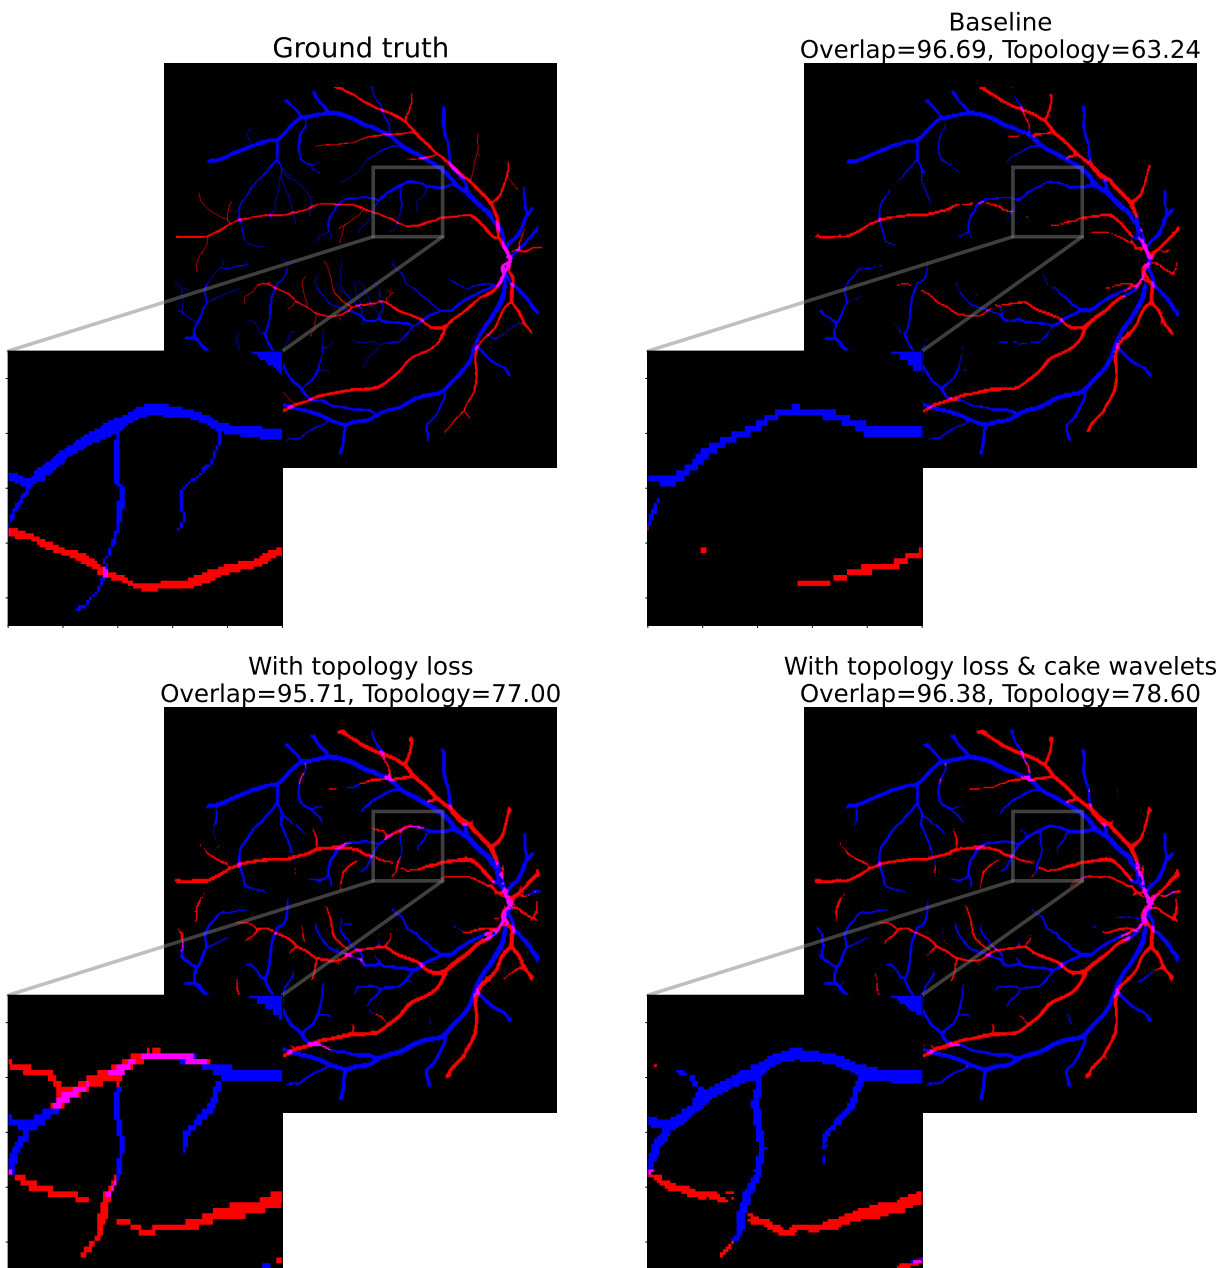 Ground truth
Baseline
Overlap=96.69, Topology=63.24
With topology loss
Overlap=95.71, Topology=77.00
With topology loss & cake wavelets
Overlap=96.38, Topology=78.60